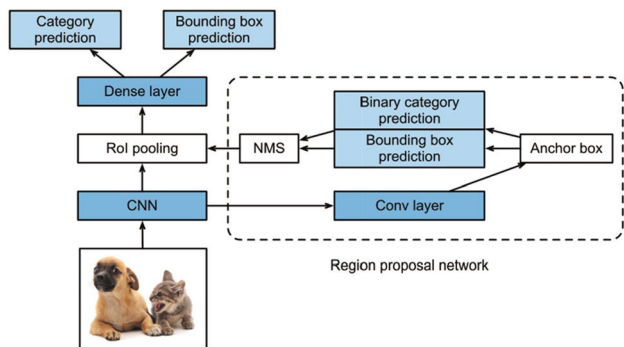 Category
prediction
Bounding box
prediction
Dense layer
Binary category
prediction
RoI pooling
NMS
Bounding box
prediction
Anchor box
CNN
Conv layer
Region proposal network